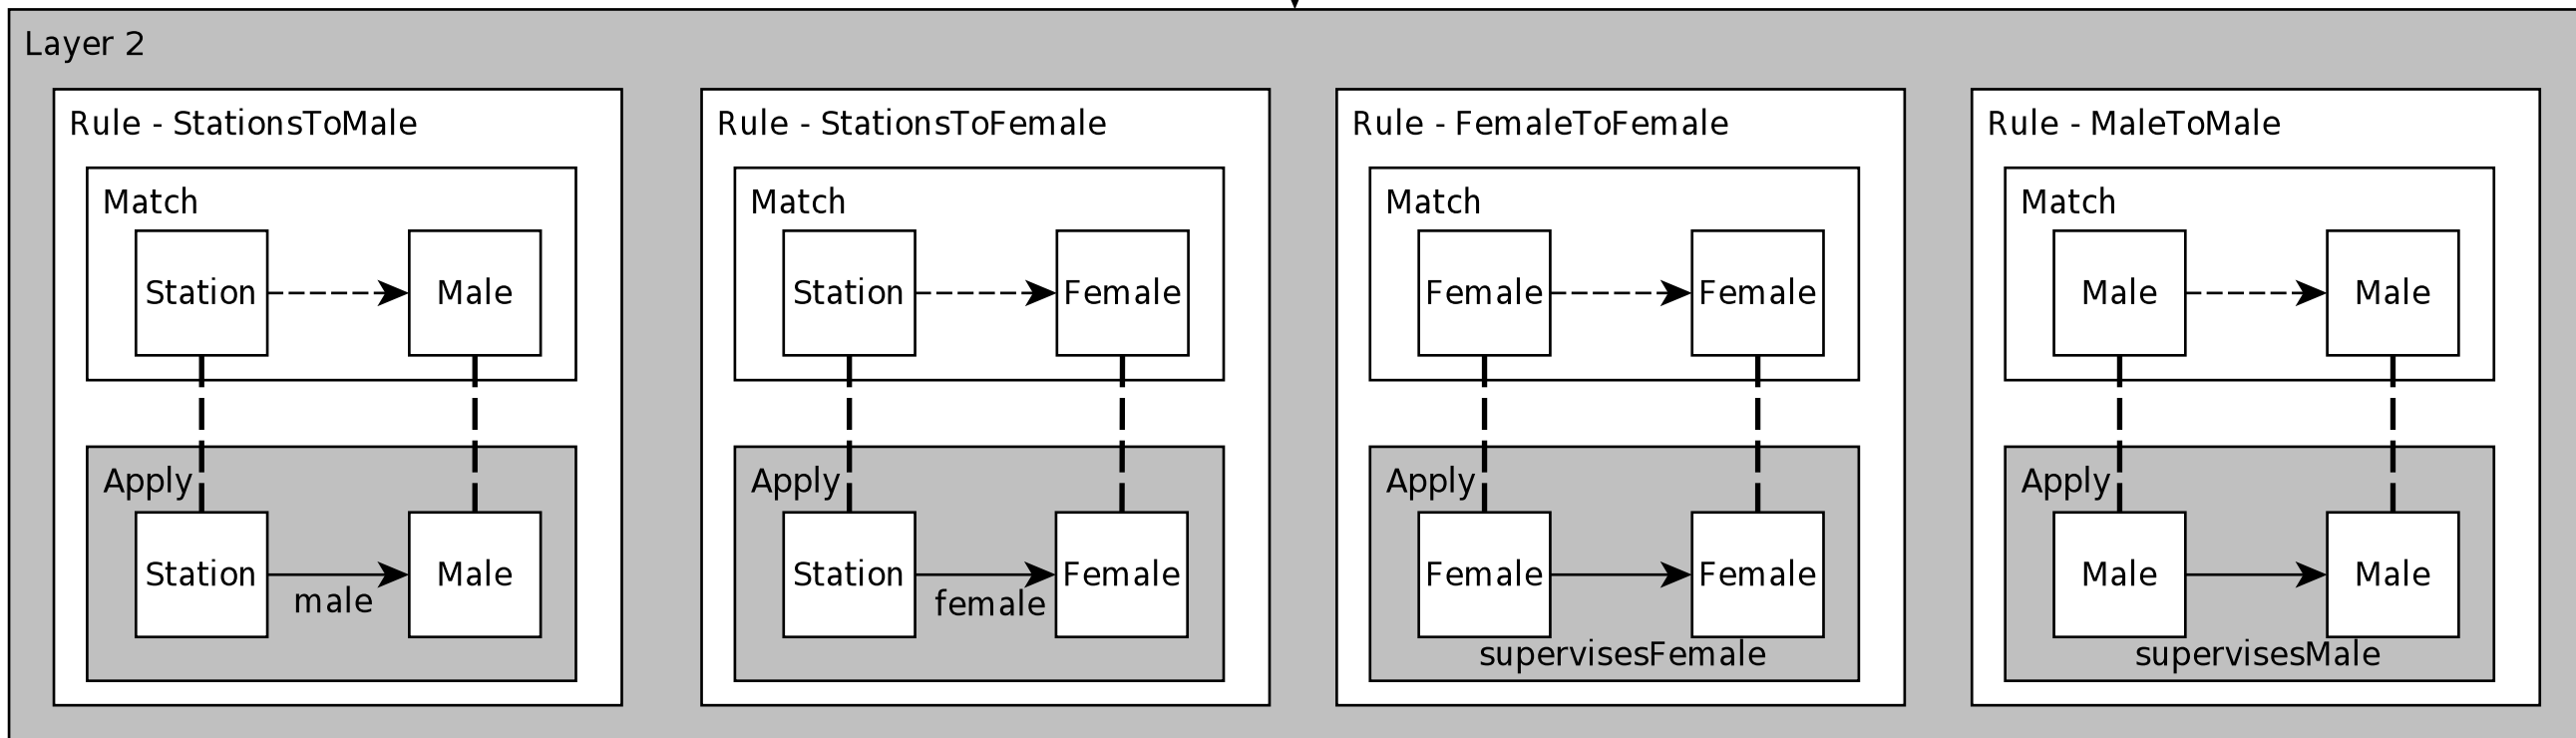 Layer 2
Rule - StationsToMale
Match
Station
Male
Apply
Station
male
Male
Rule - StationsToFemale
Match
Station
Female
Apply
Station
female
Female
Rule - FemaleToFemale
Match
Female
Female
Apply
Female
Female
supervisesFemale
Rule - MaleToMale
Match
Male
Male
Apply
Male
Male
supervisesMale